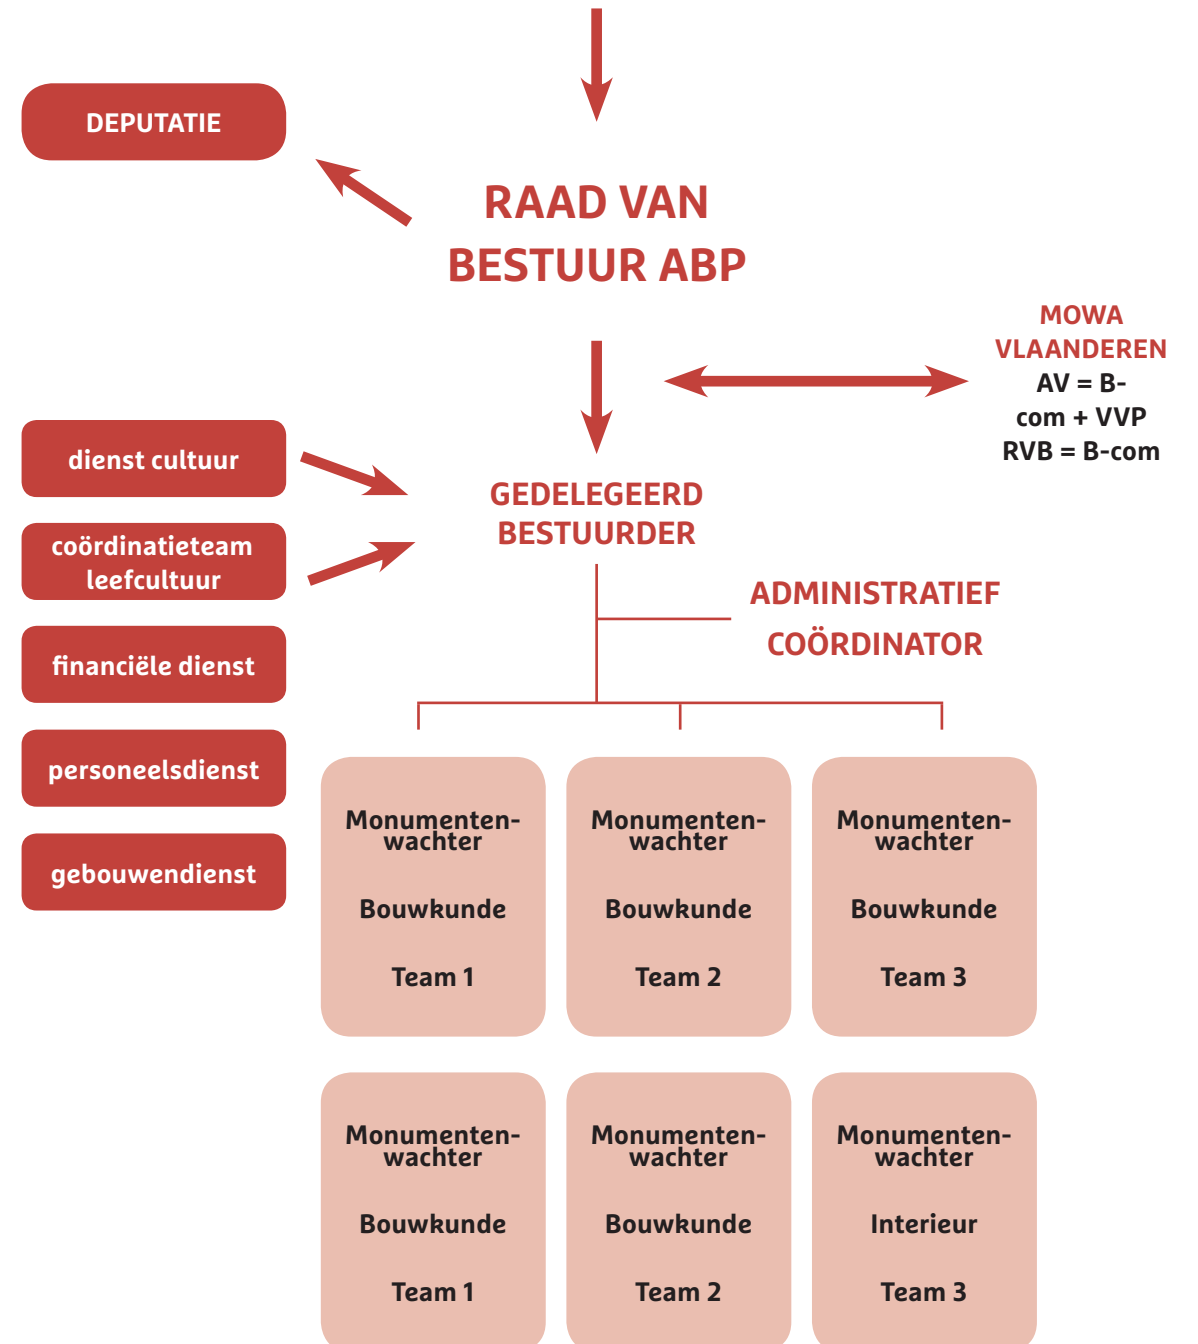 DEPUTATIE
RAAD VAN
BESTUUR ABP
MOWA
VLAANDEREN
AV = B-
com + VVP
RVB = B-com
dienst cultuur
coördinatieteam
leefcultuur
financiële dienst
personeelsdienst
gebouwendienst
GEDELEGEERD
BESTUURDER
ADMINISTRATIEF
COÖRDINATOR
Monumenten-
wachter
Bouwkunde
Team 1
Monumenten-
wachter
Bouwkunde
Team 2
Monumenten-
wachter
Bouwkunde
Team 3
Monumenten-
wachter
Bouwkunde
Team 1
Monumenten-
wachter
Bouwkunde
Team 2
Monumenten-
wachter
Interieur
Team 3